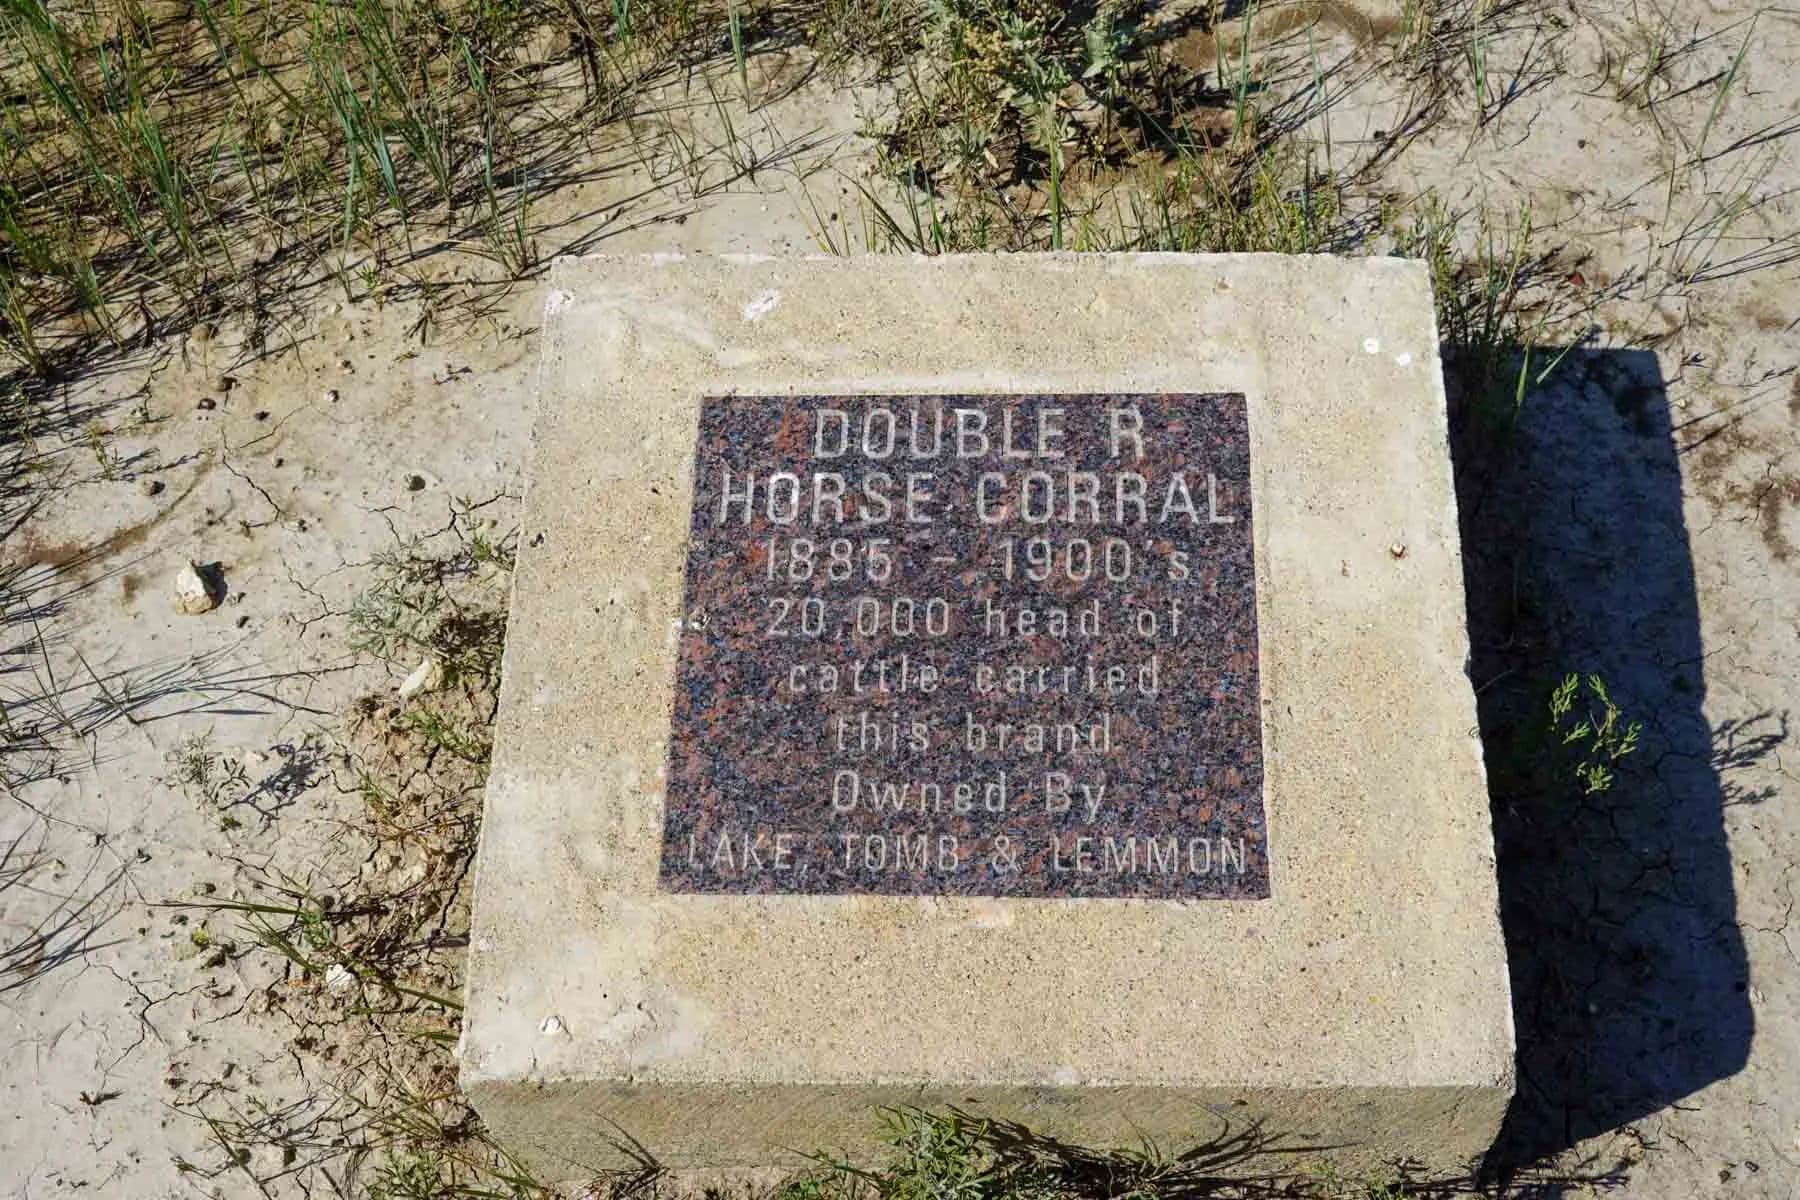 DOUBLE R
HORSE CORRAL
1885 - 1900's
20,000 head of
cattle carried
this brand
Owned By
LAKE, TOMB & LEMMON